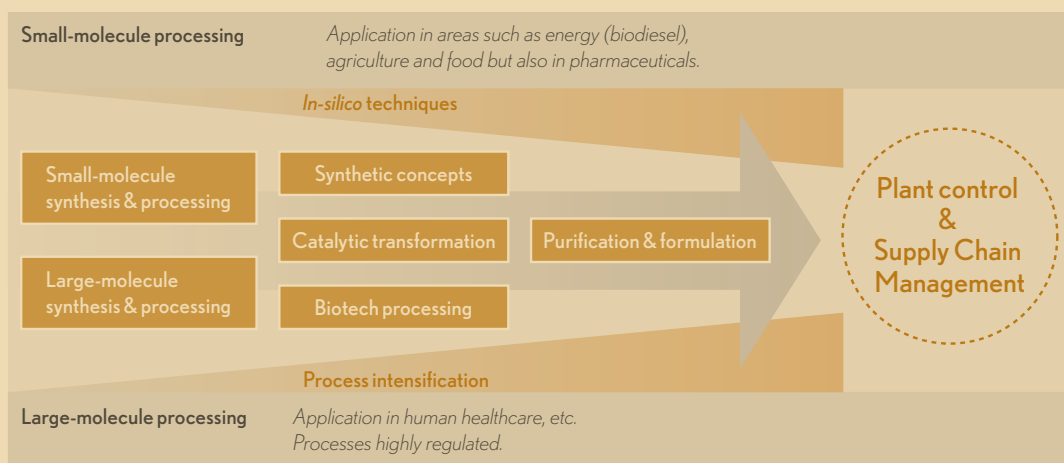 Small-molecule processing
Application in areas such as energy (biodiesel),
agriculture and food but also in pharmaceuticals.
In-silico techniques
Small-molecule
synthesis & processing
Large-molecule
synthesis & processing
Synthetic concepts
Catalytic transformation
Biotech processing
Purification & formulation
Plant control
&
Supply Chain
Management
Process intensification
Large-molecule processing
Application in human healthcare, etc.
Processes highly regulated.